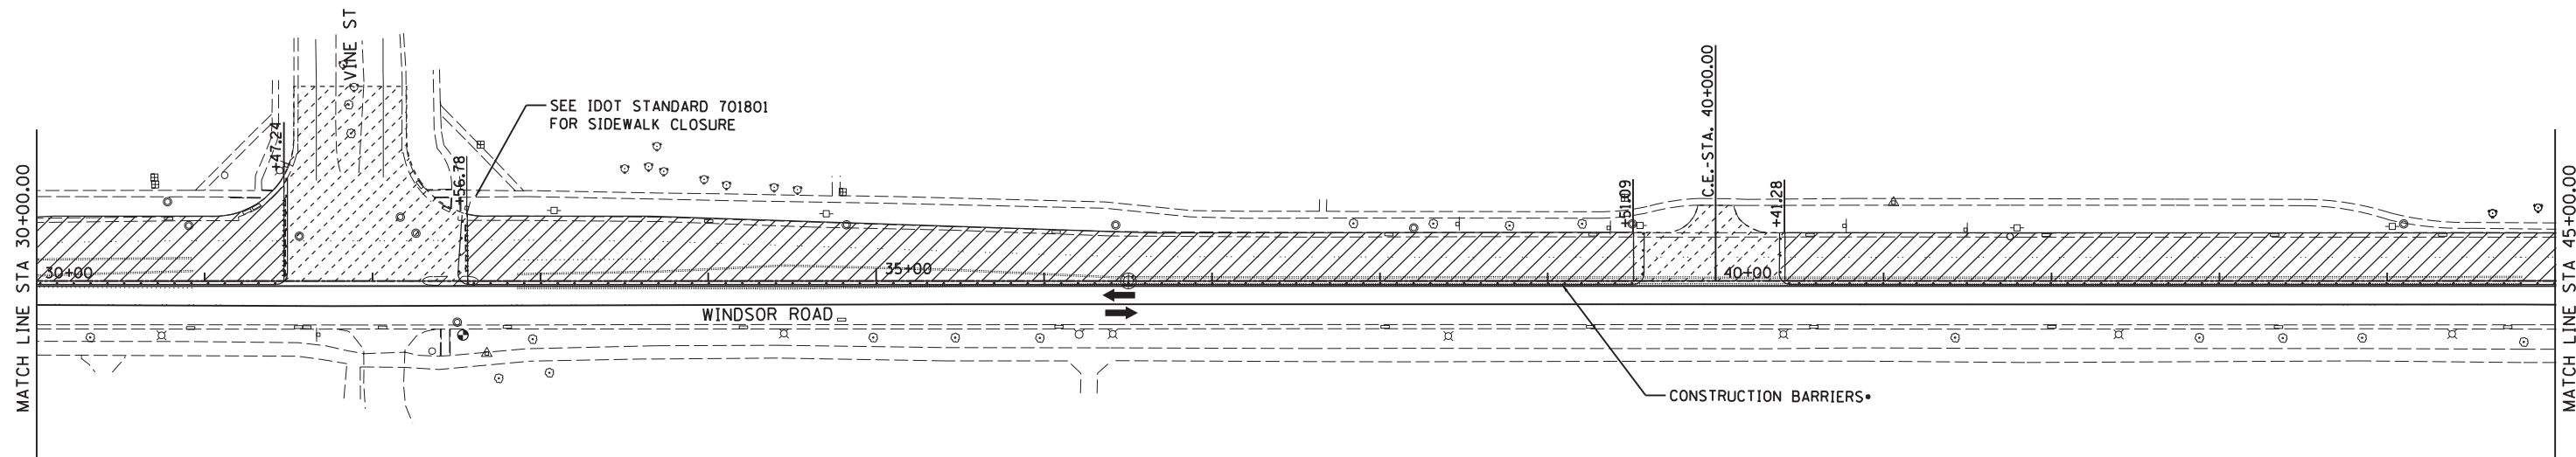 VINE ST
C.E.-STA. 40+00.00
SEE IDOT STANDARD 701801
FOR SIDEWALK CLOSURE
+47.24
+56.78
+51.09
+41.28
MATCH LINE STA 30+00.00
MATCH LINE STA 45+00.00
30+00
35+00
40+00
WINDSOR ROAD
CONSTRUCTION BARRIERS•